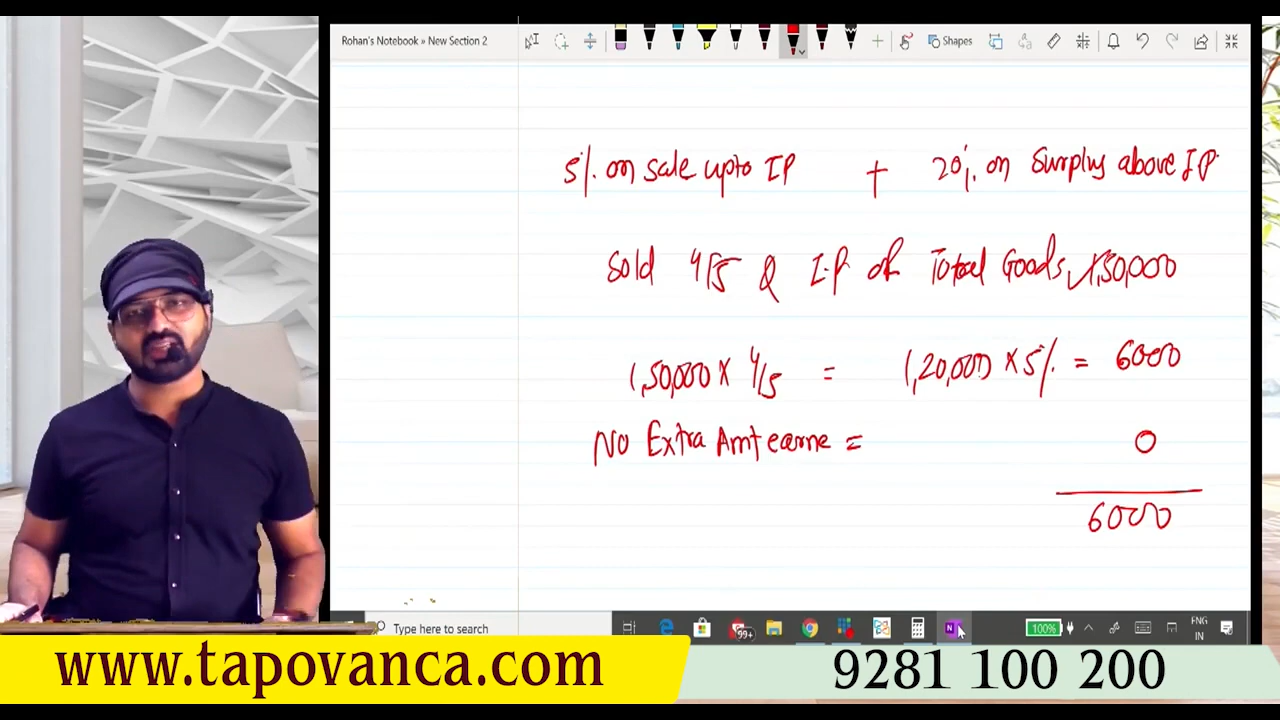 Rohan's Notebook » New Section 2
Shapes
5% on sale upto IP + 20% on Surplus above I.P.
Sold 4/5 & I.P of Total Goods 1,50,000
1,50,000 × 4/5 = 1,20,000 × 5% = 6000
No Extra Amt earne = 0
6000
Type here to search
99+
100%
ENG
IN
www.tapovanca.com
9281 100 200